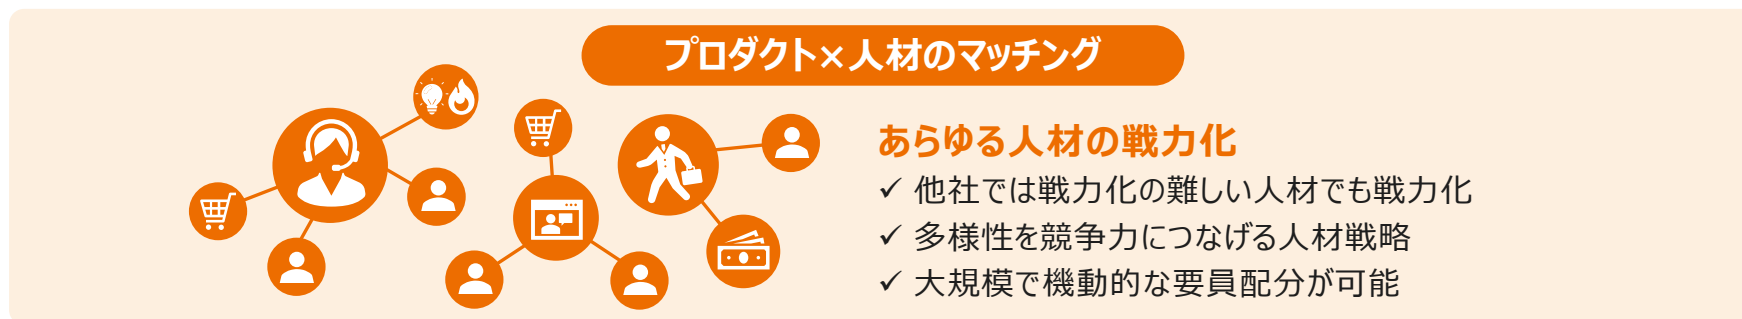 プロダクト×人材のマッチング
あらゆる人材の戦力化
✓ 他社では戦力化の難しい人材でも戦力化
✓ 多様性を競争力につなげる人材戦略
✓ 大規模で機動的な要員配分が可能